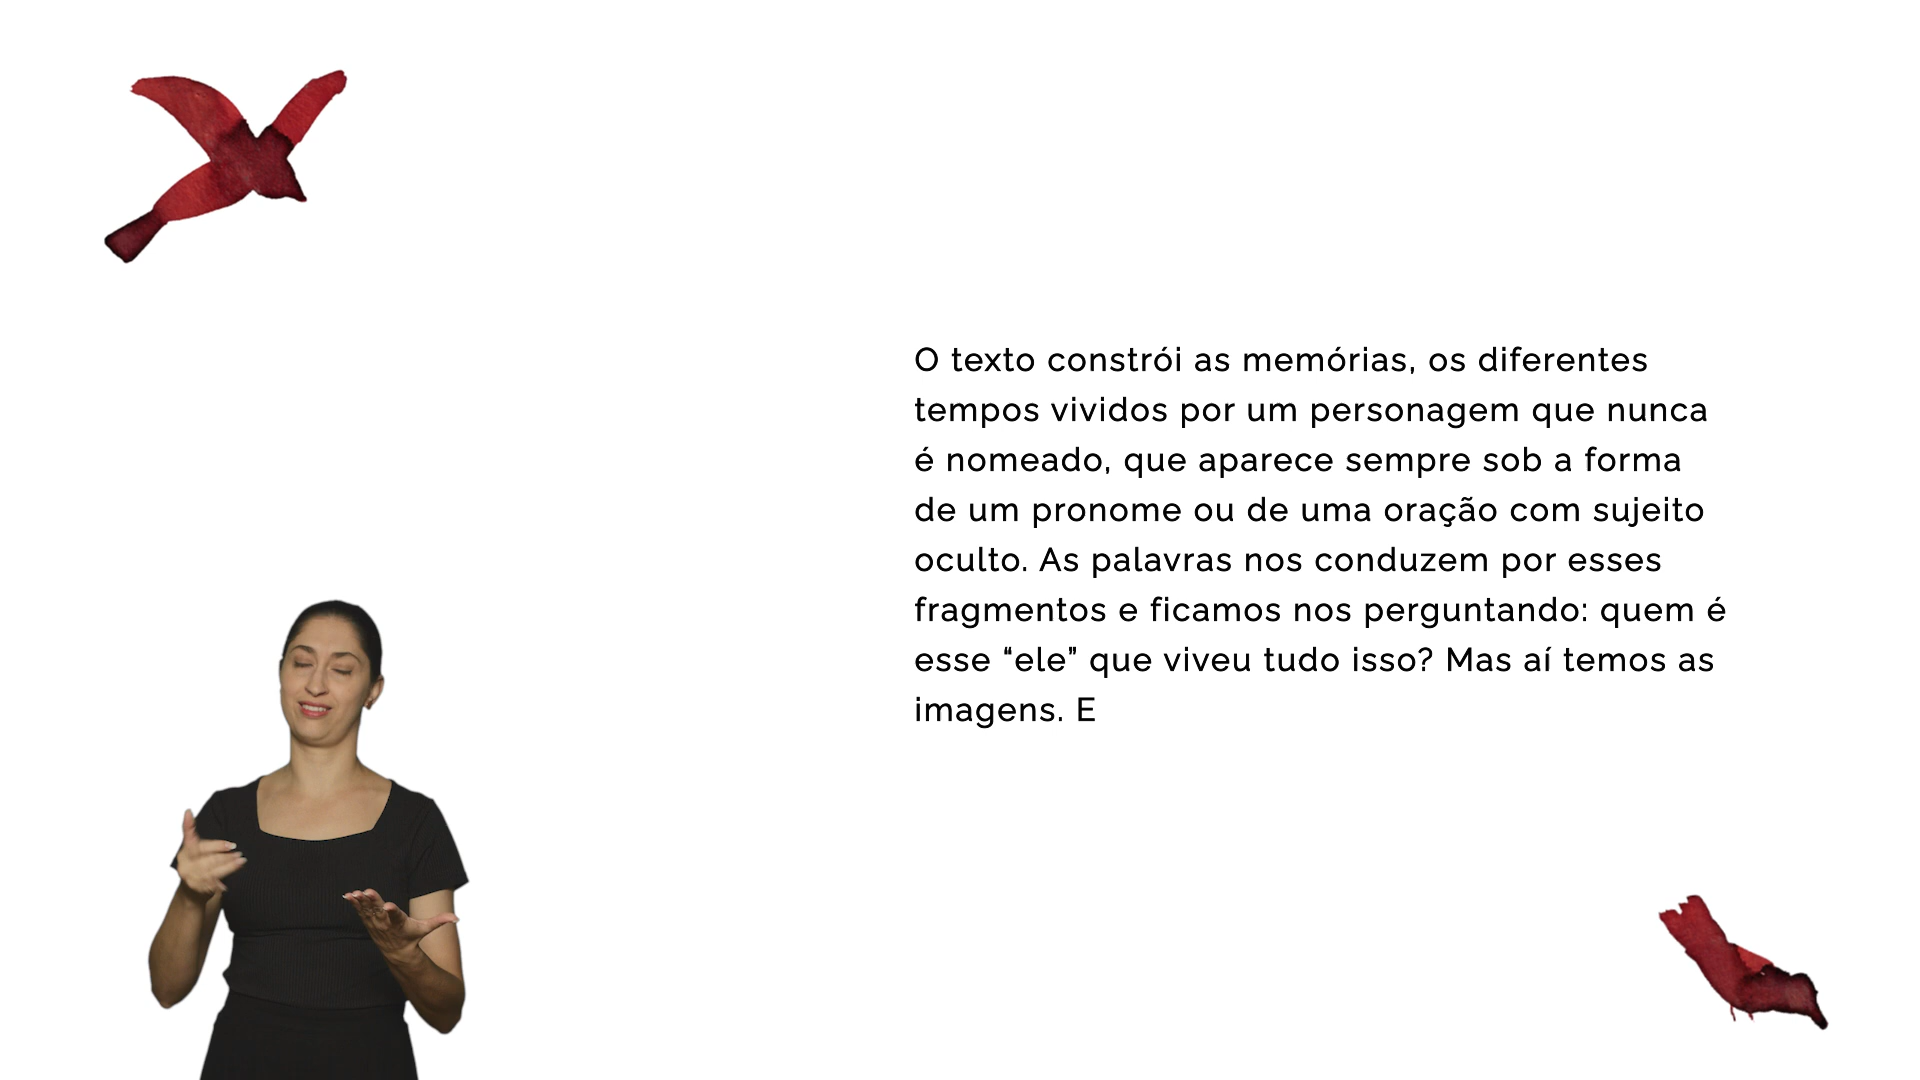 O texto constrói as memórias, os diferentes
tempos vividos por um personagem que nunca
é nomeado, que aparece sempre sob a forma
de um pronome ou de uma oração com sujeito
oculto. As palavras nos conduzem por esses
fragmentos e ficamos nos perguntando: quem é
esse “ele” que viveu tudo isso? Mas aí temos as
imagens. E